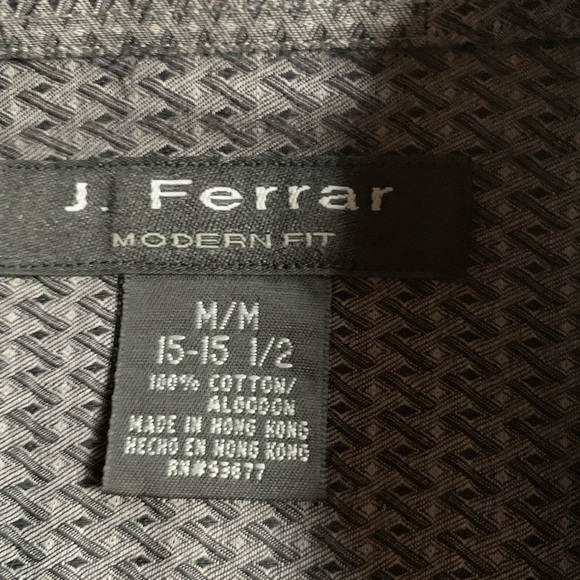 J. Ferrar
MODERN FIT
M/M
15-15 1/2
100% COTTON/
ALGODON
MADE IN HONG KONG
HECHO EN HONG KONG
RN#93677